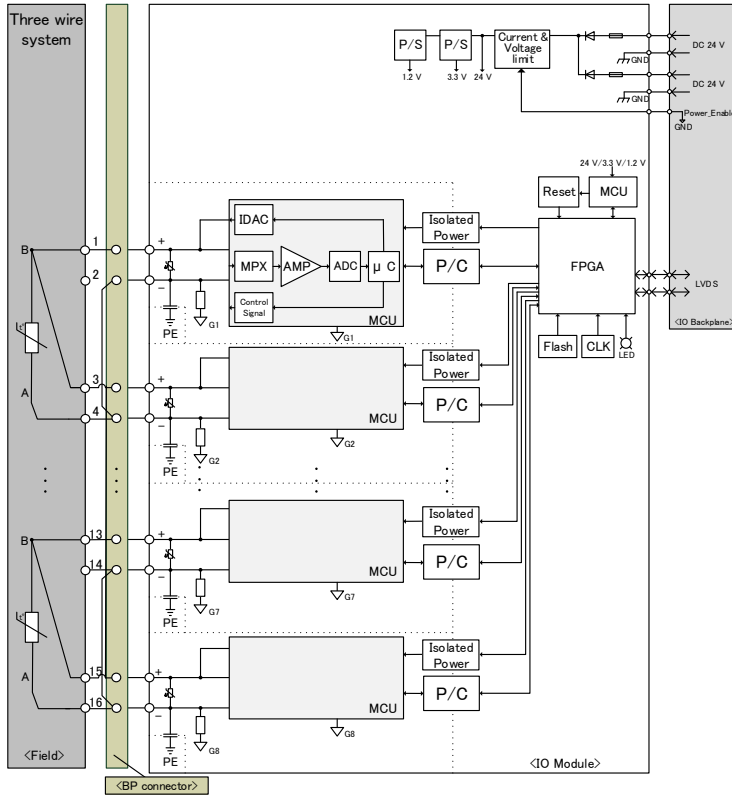 Three wire
system
P/S
P/S
Current &
Voltage
limit
1.2 V
3.3 V
24 V
DC 24 V
GND
DC 24 V
GND
Power_Enable
GND
24 V/3.3 V/1.2 V
Reset
MCU
FPGA
LVDS
<IO Backplane>
Flash
CLK
LED
B
1
2
A
3
4
+
−
PE
G1
IDAC
MPX
AMP
ADC
μ C
Control
Signal
MCU
G1
Isolated
Power
P/C
+
−
PE
G2
MCU
G2
Isolated
Power
P/C
B
13
14
A
15
16
+
−
PE
G7
MCU
G7
Isolated
Power
P/C
+
−
PE
G8
MCU
G8
Isolated
Power
P/C
<Field>
<IO Module>
<BP connector>